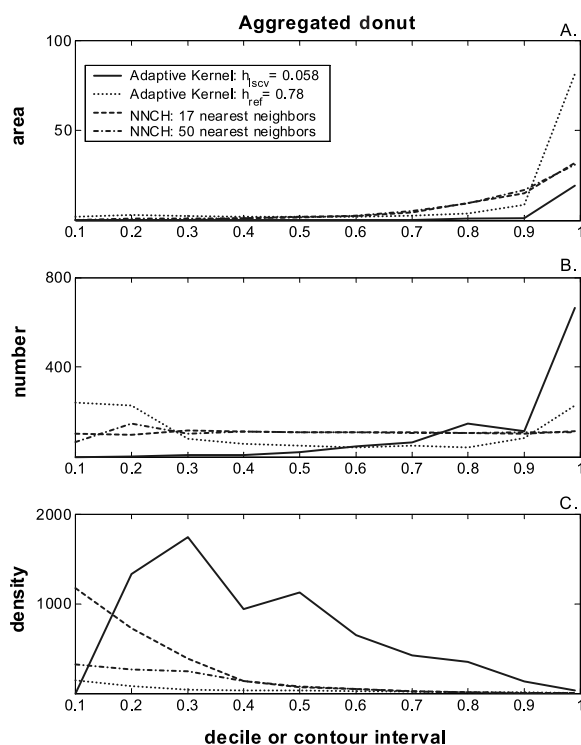 Aggregated donut
A.
100
50
area
Adaptive Kernel: h_lscv = 0.058
Adaptive Kernel: h_ref = 0.78
NNCH: 17 nearest neighbors
NNCH: 50 nearest neighbors
0.1 0.2 0.3 0.4 0.5 0.6 0.7 0.8 0.9 1
B.
800
400
number
0.1 0.2 0.3 0.4 0.5 0.6 0.7 0.8 0.9 1
C.
2000
1000
density
0.1 0.2 0.3 0.4 0.5 0.6 0.7 0.8 0.9 1
decile or contour interval